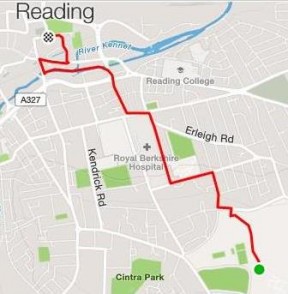 Reading
River Kennet
Reading College
A327
Erleigh Rd
Royal Berkshire
Hospital
Kendrick Rd
Cintra Park